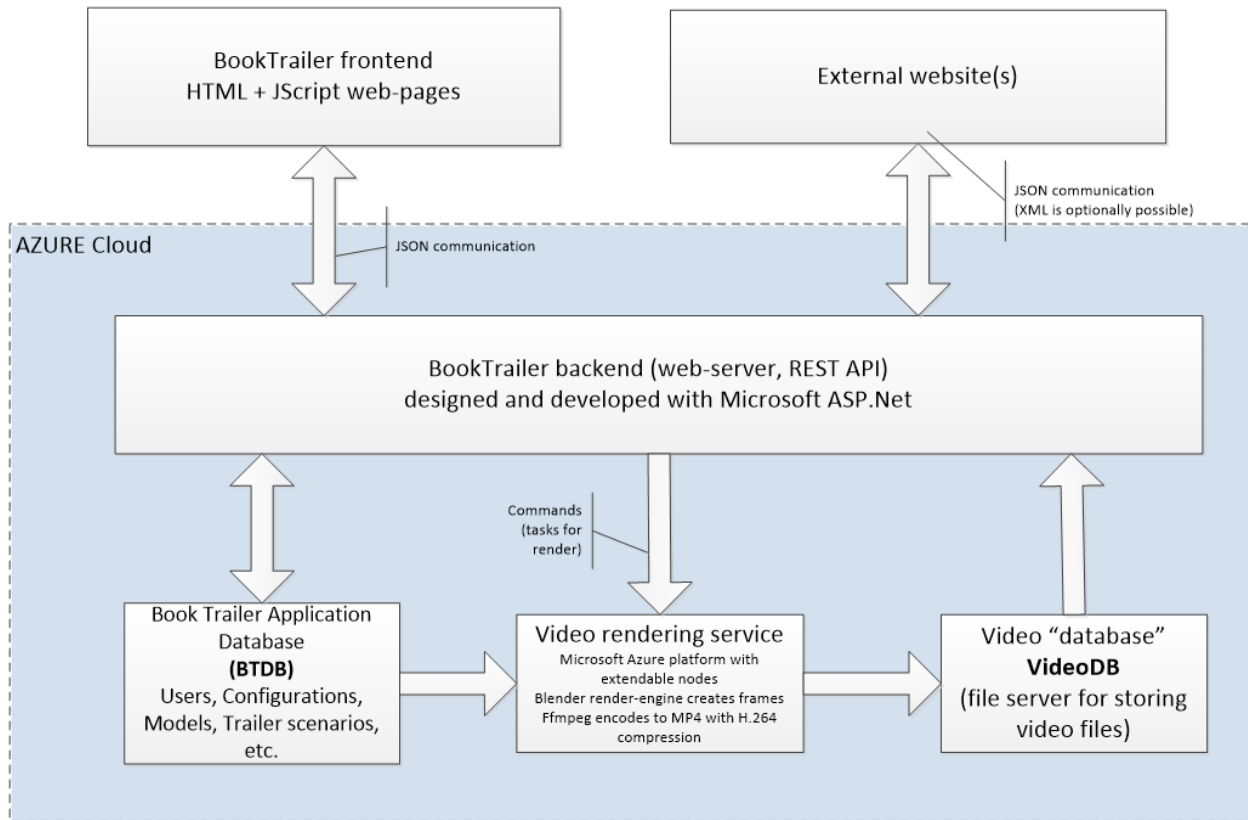 BookTrailer frontend
HTML + JScript web-pages
External website(s)
JSON communication
(XML is optionally possible)
AZURE Cloud
JSON communication
BookTrailer backend (web-server, REST API)
designed and developed with Microsoft ASP.Net
Commands
(tasks for
render)
Book Trailer Application
Database
(BTDB)
Users, Configurations,
Models, Trailer scenarios,
etc.
Video rendering service
Microsoft Azure platform with
extendable nodes
Blender render-engine creates frames
Ffmpeg encodes to MP4 with H.264
compression
Video “database”
VideoDB
(file server for storing
video files)